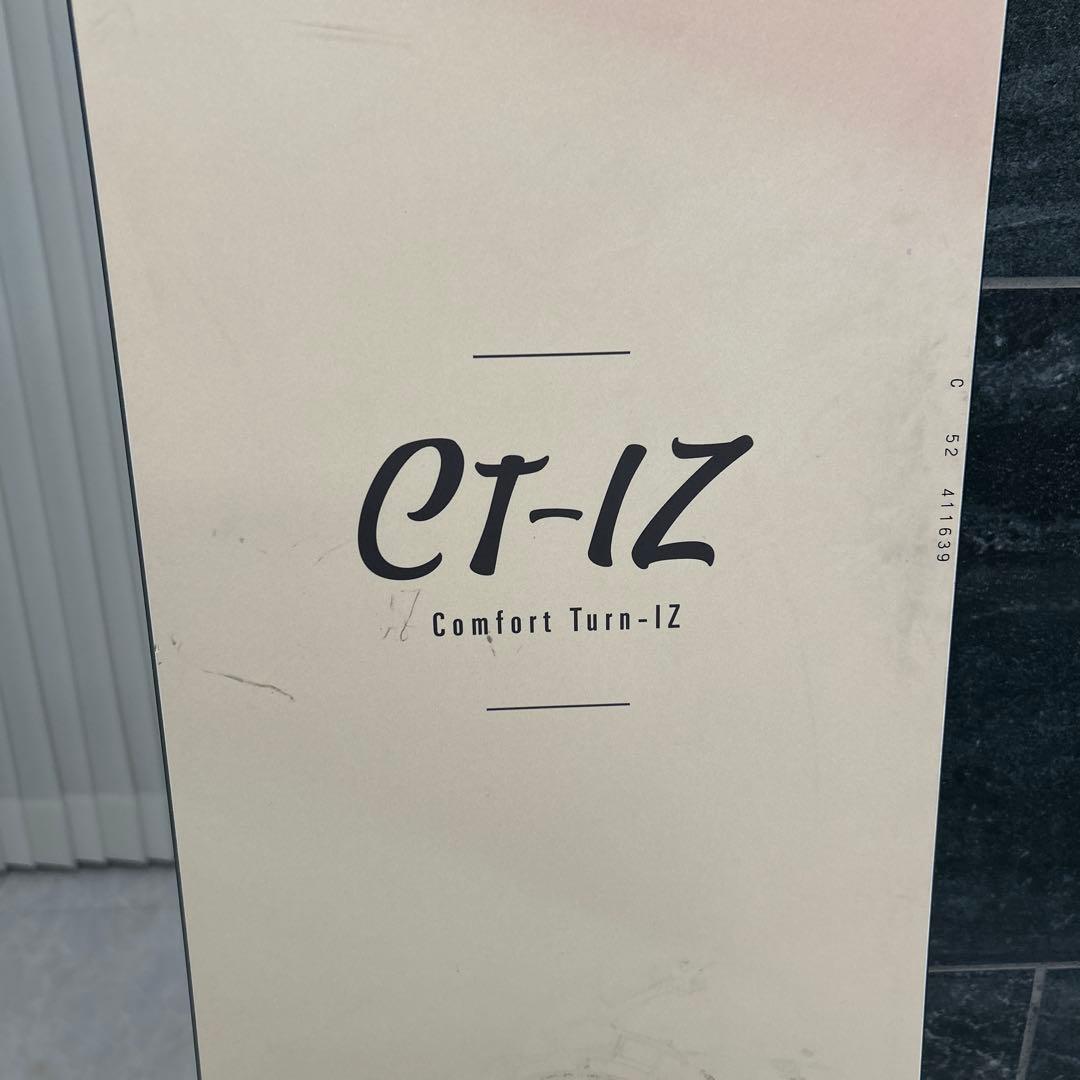 CT-IZ
Comfort Turn-IZ
C 52 411639